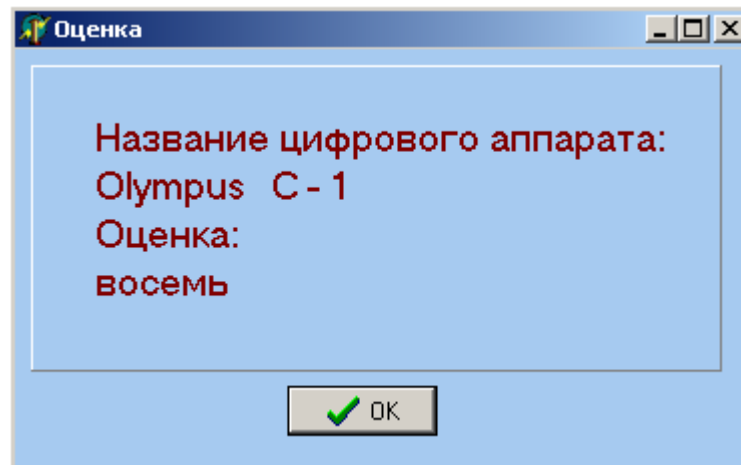 Оценка
Название цифрового аппарата:
Olympus C - 1
Оценка:
восемь
OK